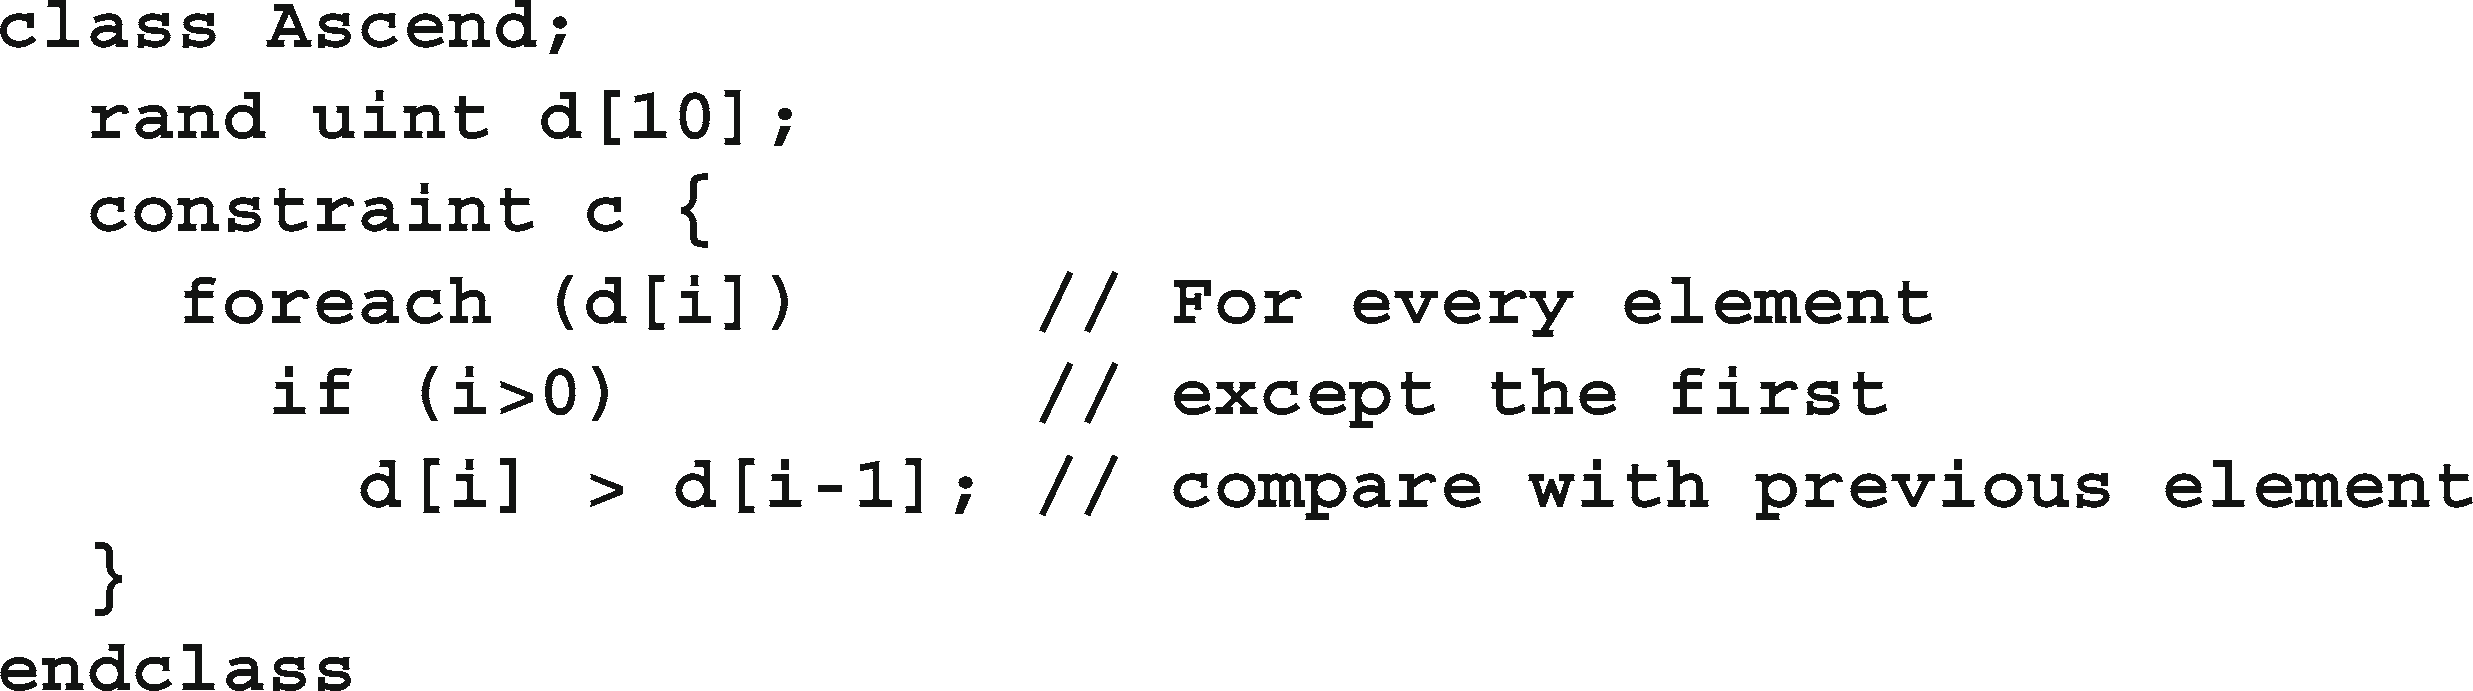 class Ascend;
  rand uint d[10];
  constraint c {
    foreach (d[i])           // For every element
      if (i>0)                   // except the first
        d[i] > d[i-1];  // compare with previous element
  }
endclass